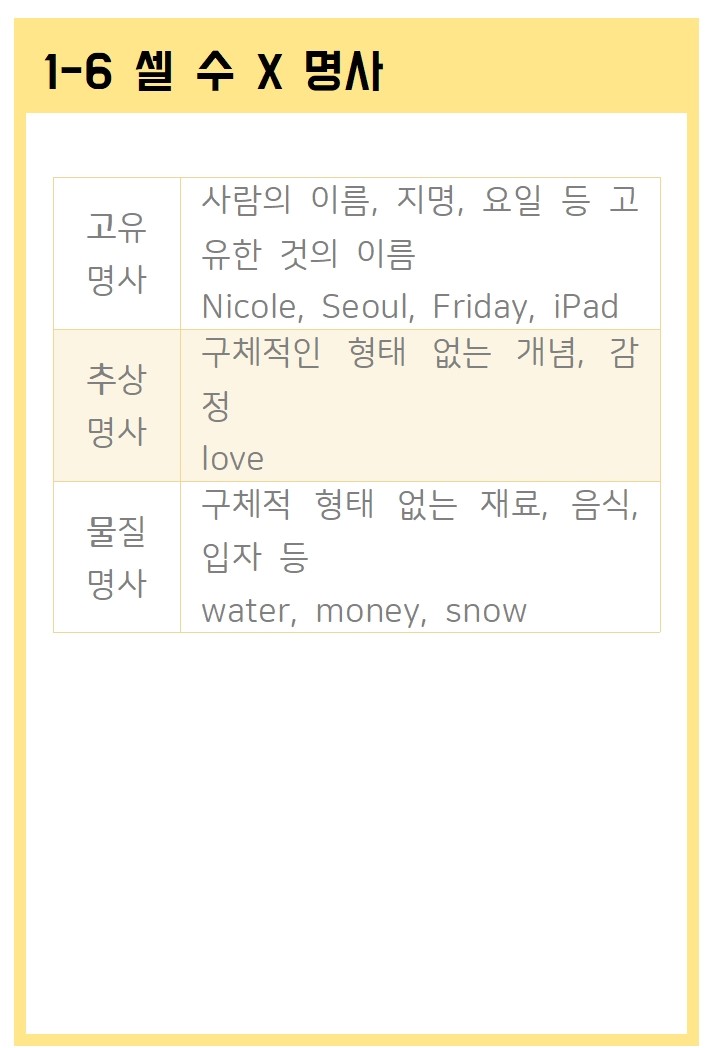 1-6 셀 수 X 명사
고유
명사
사람의 이름, 지명, 요일 등 고
유한 것의 이름
Nicole, Seoul, Friday, iPad
추상
명사
구체적인 형태 없는 개념, 감
정
love
물질
명사
구체적 형태 없는 재료, 음식,
입자 등
water, money, snow